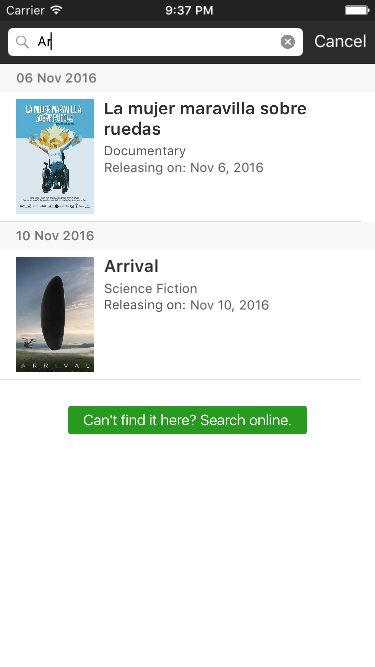 Carrier 9:37 PM
Ar
Cancel
06 Nov 2016
LA MUJER MARAVILLA
SOBRE RUEDAS
La mujer maravilla sobre
ruedas
Documentary
Releasing on: Nov 6, 2016
10 Nov 2016
Arrival
Science Fiction
Releasing on: Nov 10, 2016
ARRIVAL
Can't find it here? Search online.